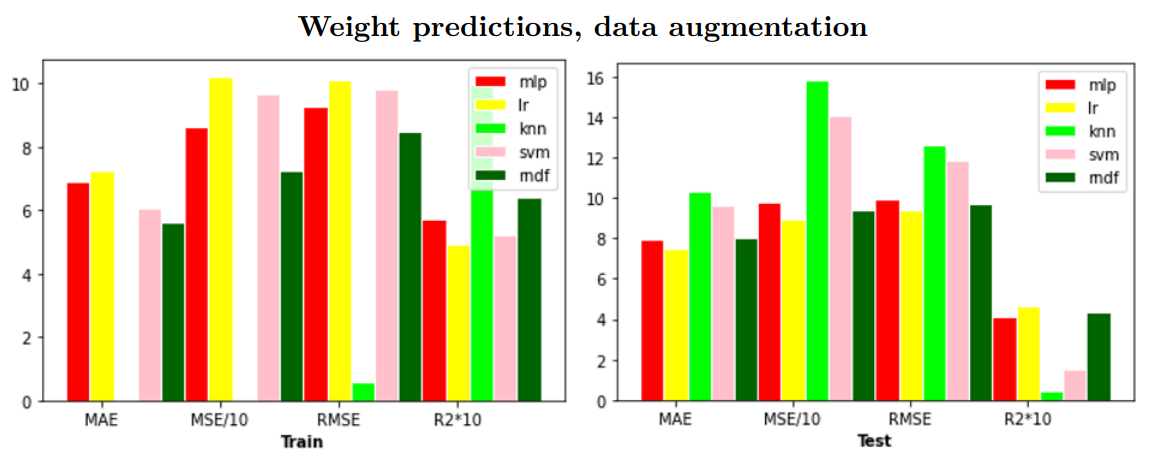 Weight predictions, data augmentation
10
8
6
4
2
0
mlp
lr
knn
svm
rndf
MAE MSE/10 RMSE R2*10
Train
16
14
12
10
8
6
4
2
0
mlp
lr
knn
svm
rndf
MAE MSE/10 RMSE R2*10
Test